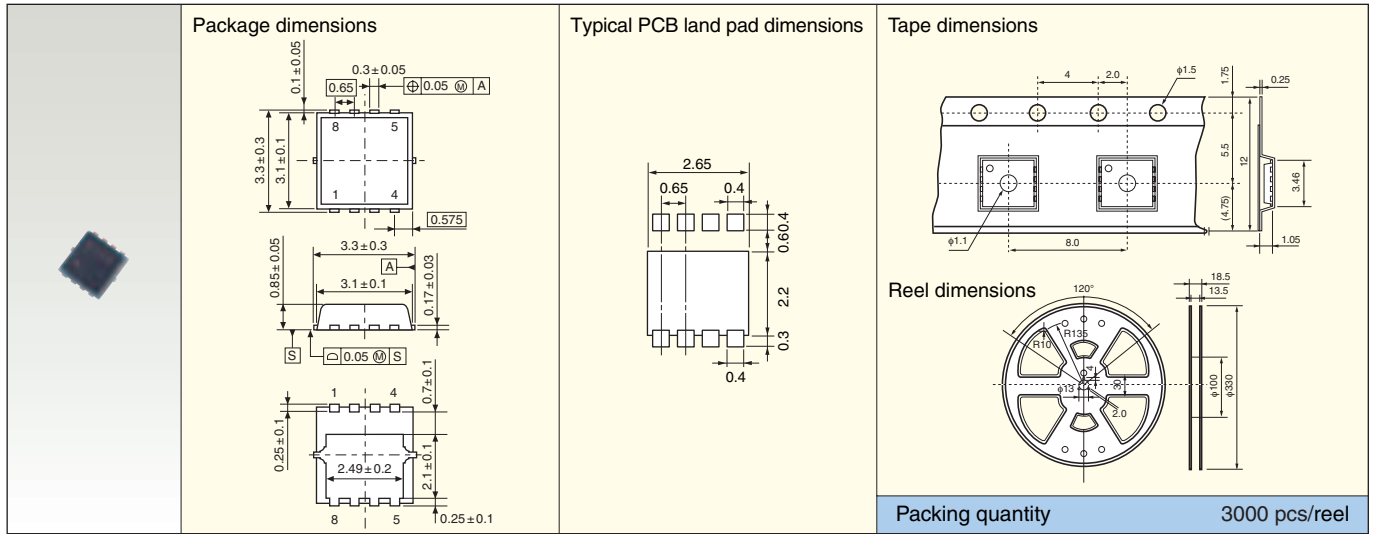 Package dimensions
0.1±0.05
0.3±0.05
0.65
0.05 Ⓜ A
8 5
3.3±0.3
3.1±0.1
1 4
0.575
3.3±0.3
A
3.1±0.1
0.85±0.05
0.17±0.03
S
0.05 Ⓜ S
1 4
0.7±0.1
0.25±0.1
2.49±0.2
2.1±0.1
8 5
0.25±0.1
Typical PCB land pad dimensions
2.65
0.65 0.4
0.4
0.6
2.2
0.3
0.4
Tape dimensions
4 2.0
φ1.5
1.75
0.25
5.5
12
3.46
(4.75)
φ1.1
8.0
1.05
Reel dimensions
120°
18.5
13.5
R135
R10
4
φ13
30
2.0
φ100
φ330
Packing quantity 3000 pcs/reel